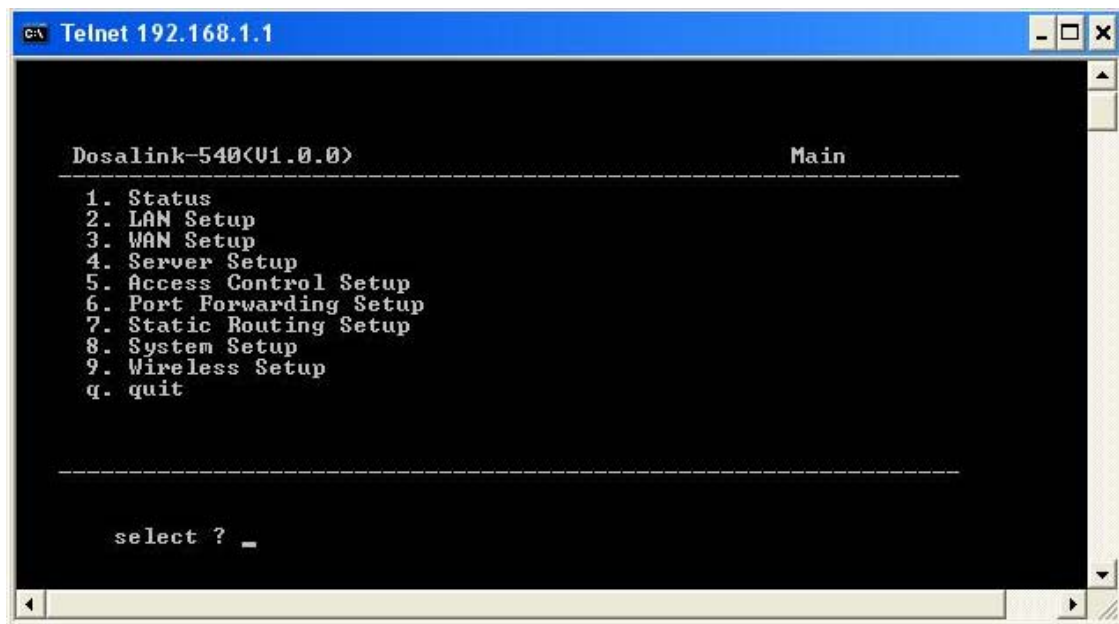 Telnet 192.168.1.1
Dosalink-540(V1.0.0) Main
1. Status
2. LAN Setup
3. WAN Setup
4. Server Setup
5. Access Control Setup
6. Port Forwarding Setup
7. Static Routing Setup
8. System Setup
9. Wireless Setup
q. quit
select ? _